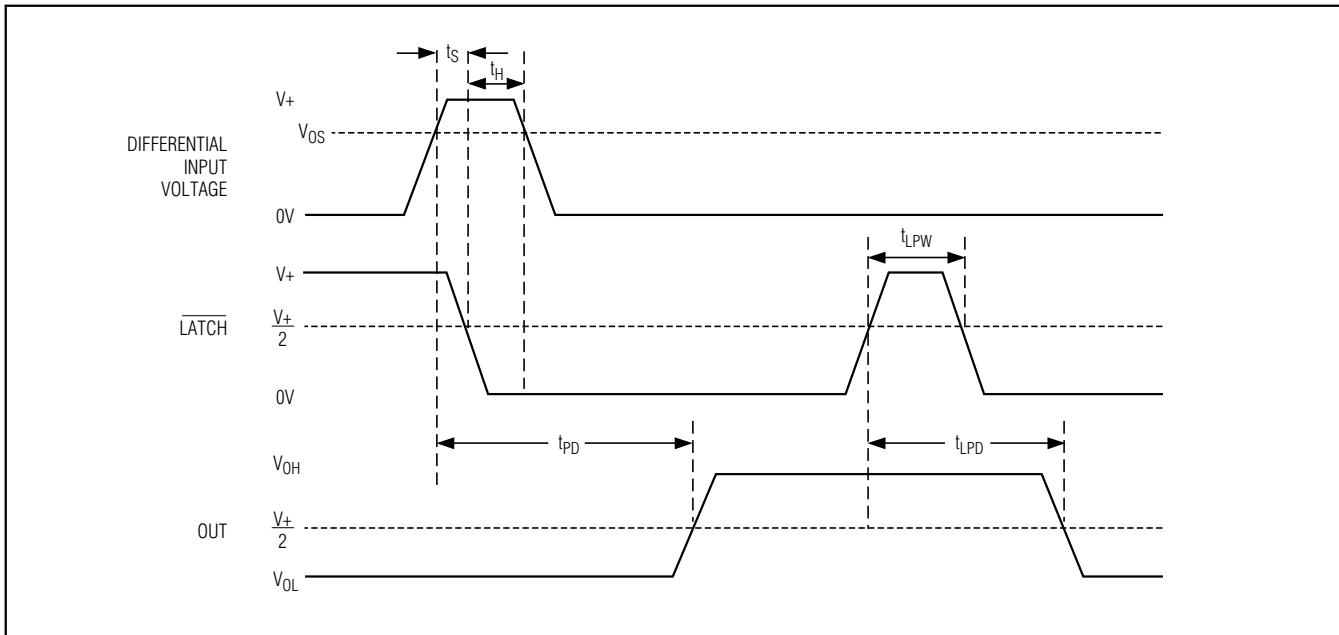 tS
tH
V+
VOS
DIFFERENTIAL
INPUT
VOLTAGE
0V
tLPW
V+
LATCH
V+
2
0V
tPD
tLPD
VOH
OUT
V+
2
VOL